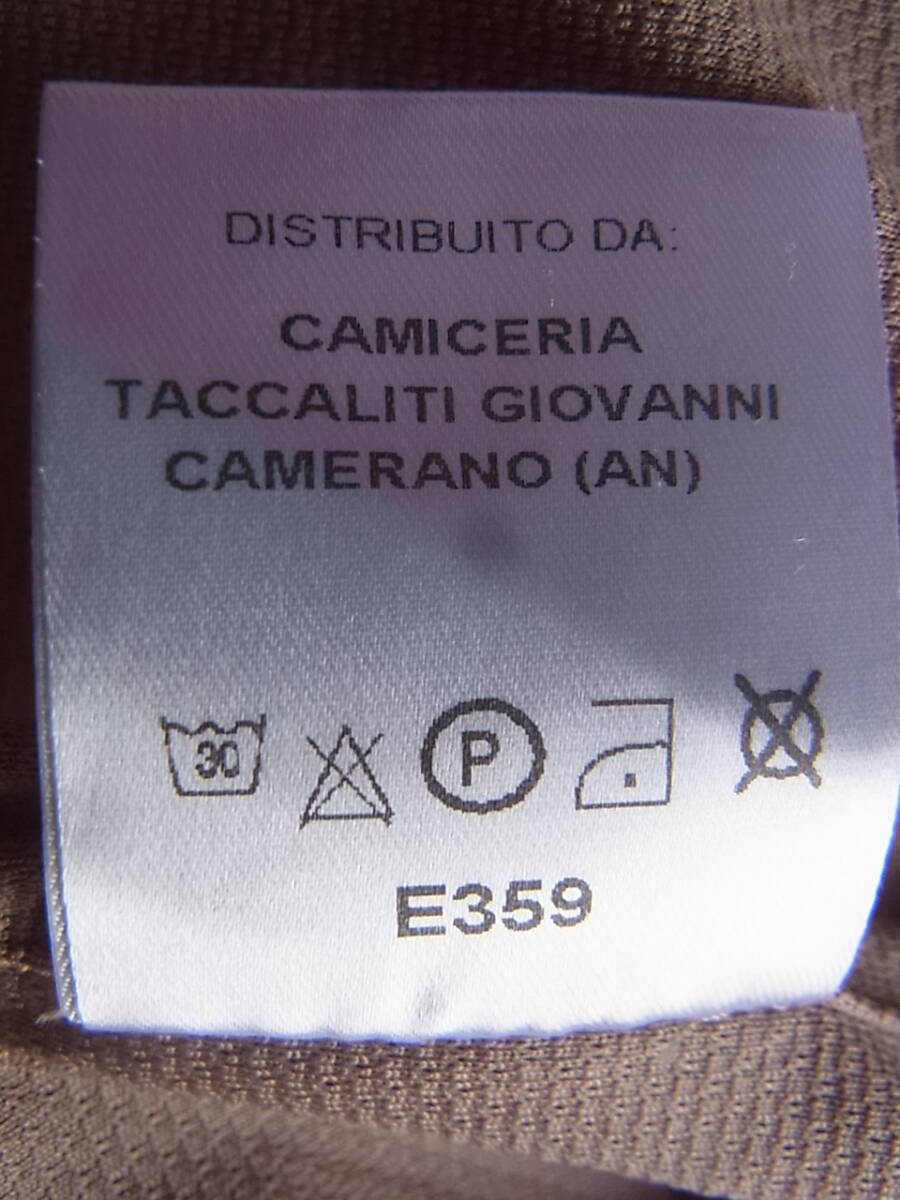 DISTRIBUITO DA:
CAMICERIA
TACCALITI GIOVANNI
CAMERANO (AN)
30 P
E359